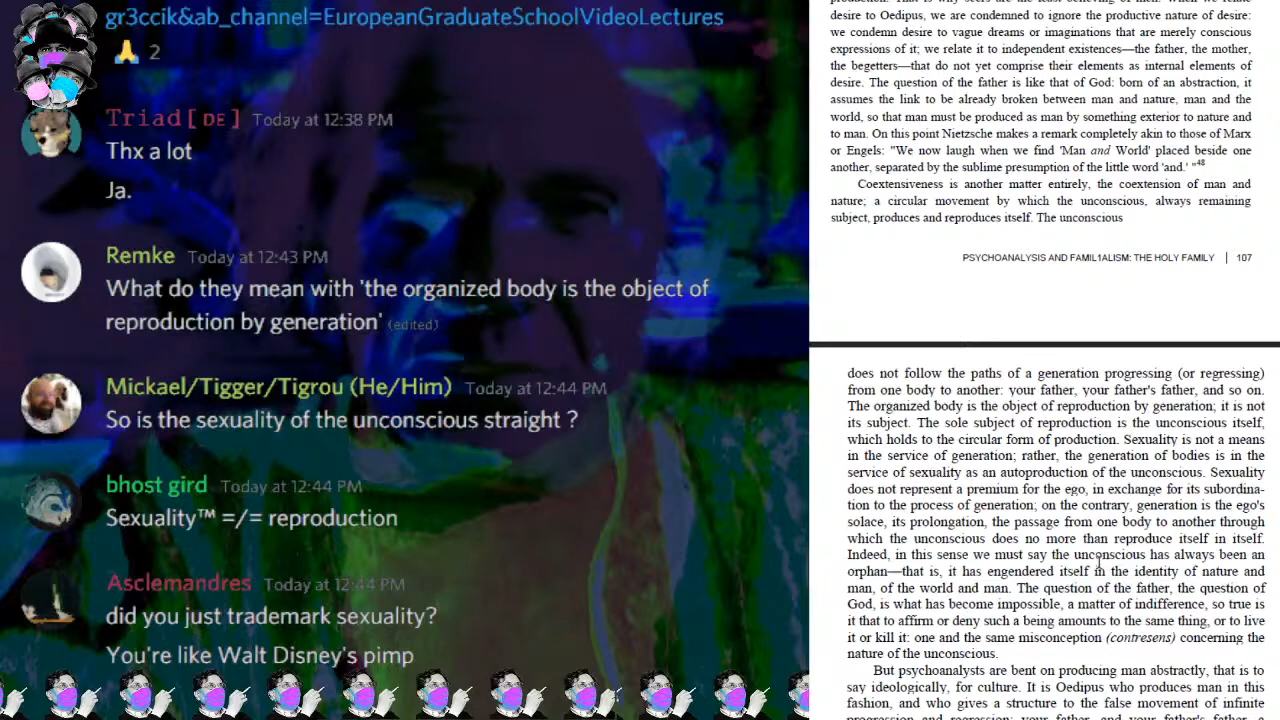 gr3ccik&ab_channel=EuropeanGraduateSchoolVideoLectures
🙏 2
Triad[DE] Today at 12:38 PM
Thx a lot
Ja.
Remke Today at 12:43 PM
What do they mean with 'the organized body is the object of
reproduction by generation' (edited)
Mickael/Tigger/Tigrou (He/Him) Today at 12:44 PM
So is the sexuality of the unconscious straight ?
bhost gird Today at 12:44 PM
Sexuality™ =/= reproduction
Asclemandres Today at 12:44 PM
did you just trademark sexuality?
You're like Walt Disney's pimp
desire to Oedipus, we are condemned to ignore the productive nature of desire:
we condemn desire to vague dreams or imaginations that are merely conscious
expressions of it; we relate it to independent existences—the father, the mother,
the begetters—that do not yet comprise their elements as internal elements of
desire. The question of the father is like that of God: born of an abstraction, it
assumes the link to be already broken between man and nature, man and the
world, so that man must be produced as man by something exterior to nature and
to man. On this point Nietzsche makes a remark completely akin to those of Marx
or Engels: "We now laugh when we find 'Man and World' placed beside one
another, separated by the sublime presumption of the little word 'and.' "48
Coextensiveness is another matter entirely, the coextension of man and
nature; a circular movement by which the unconscious, always remaining
subject, produces and reproduces itself. The unconscious
PSYCHOANALYSIS AND FAMIL1ALISM: THE HOLY FAMILY | 107
does not follow the paths of a generation progressing (or regressing)
from one body to another: your father, your father's father, and so on.
The organized body is the object of reproduction by generation; it is not
its subject. The sole subject of reproduction is the unconscious itself,
which holds to the circular form of production. Sexuality is not a means
in the service of generation; rather, the generation of bodies is in the
service of sexuality as an autoproduction of the unconscious. Sexuality
does not represent a premium for the ego, in exchange for its subordina-
tion to the process of generation; on the contrary, generation is the ego's
solace, its prolongation, the passage from one body to another through
which the unconscious does no more than reproduce itself in itself.
Indeed, in this sense we must say the unconscious has always been an
orphan—that is, it has engendered itself in the identity of nature and
man, of the world and man. The question of the father, the question of
God, is what has become impossible, a matter of indifference, so true is
it that to affirm or deny such a being amounts to the same thing, or to live
it or kill it: one and the same misconception (contresens) concerning the
nature of the unconscious.
But psychoanalysts are bent on producing man abstractly, that is to
say ideologically, for culture. It is Oedipus who produces man in this
fashion, and who gives a structure to the false movement of infinite